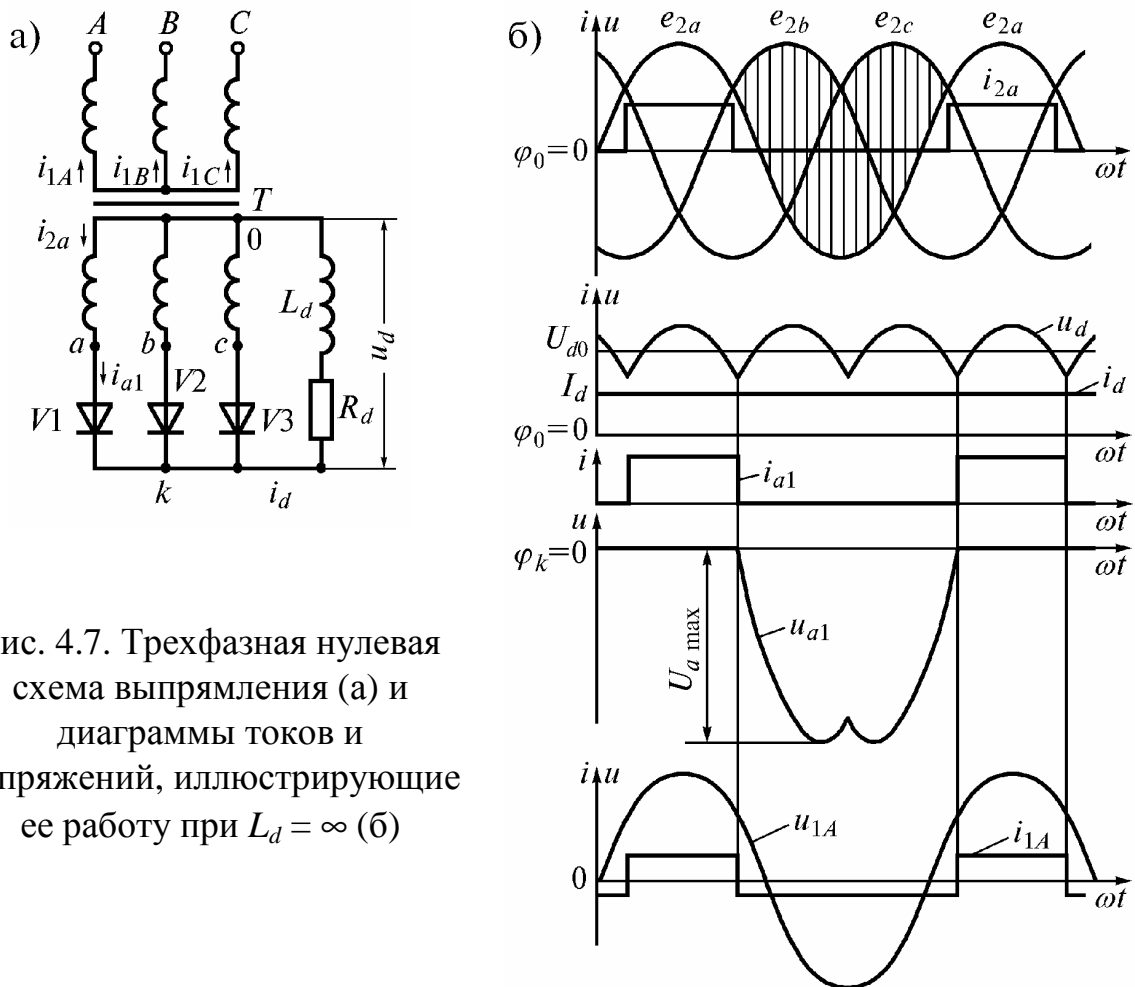 а)
A B C
i1A i1B i1C
T
i2a 0
Ld
ud
a b c
ia1
V2
V1 V3 Rd
k id
ис. 4.7. Трехфазная нулевая
схема выпрямления (а) и
диаграммы токов и
пряжений, иллюстрирующие
ее работу при Ld = ∞ (б)
б)
i u e2a e2b e2c e2a
i2a
φ0=0
ωt
i u
Ud0 ud
Id id
φ0=0 ωt
i
ia1
ωt
u
φk=0 ωt
Ua max
ua1
i u
u1A i1A
0
ωt